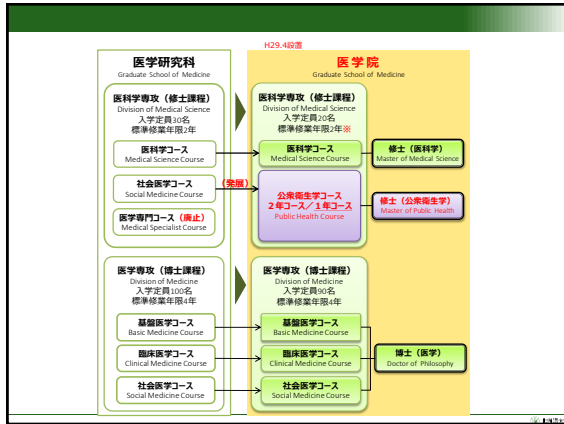 H29.4設置
医学研究科
Graduate School of Medicine
医科学専攻（修士課程）
Division of Medical Science
入学定員30名
標準修業年限2年
医科学コース
Medical Science Course
社会医学コース
Social Medicine Course
医学専門コース（廃止）
Medical Specialist Course
医学専攻（博士課程）
Division of Medicine
入学定員100名
標準修業年限4年
基盤医学コース
Basic Medicine Course
臨床医学コース
Clinical Medicine Course
社会医学コース
Social Medicine Course
（発展）
医学院
Graduate School of Medicine
医科学専攻（修士課程）
Division of Medical Science
入学定員20名
標準修業年限2年※
医科学コース
Medical Science Course
公衆衛生学コース
２年コース／１年コース
Public Health Course
修士（医科学）
Master of Medical Science
修士（公衆衛生学）
Master of Public Health
医学専攻（博士課程）
Division of Medicine
入学定員90名
標準修業年限4年
基盤医学コース
Basic Medicine Course
臨床医学コース
Clinical Medicine Course
社会医学コース
Social Medicine Course
博士（医学）
Doctor of Philosophy